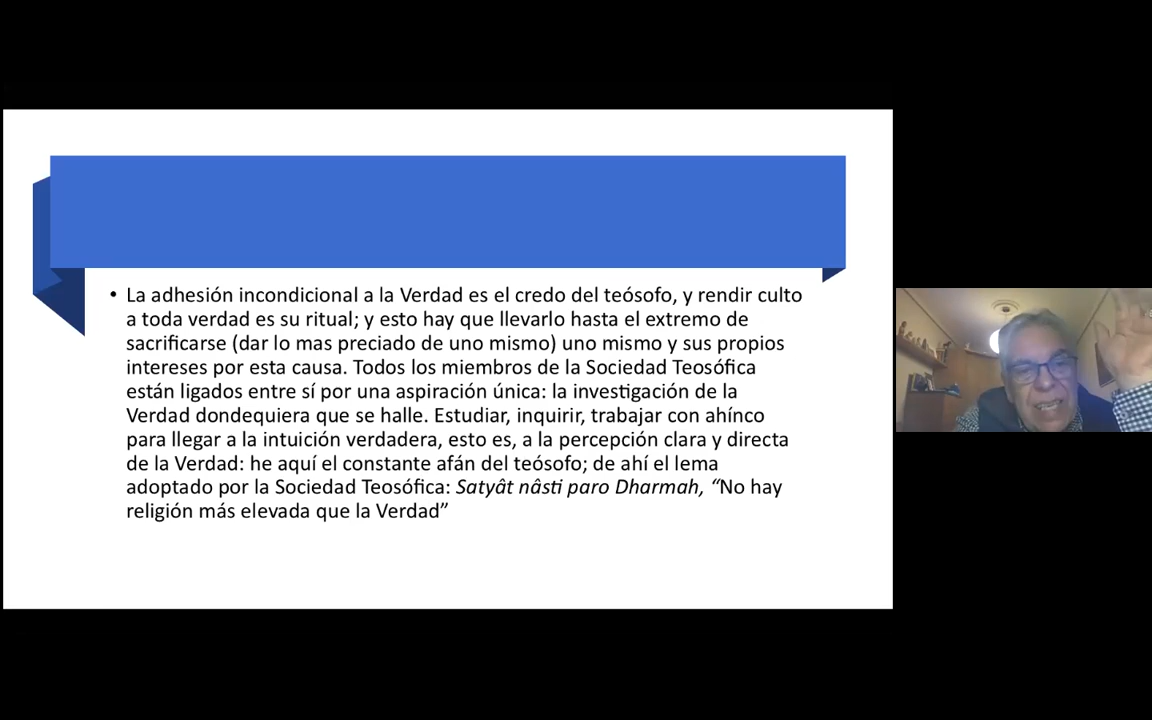 • La adhesión incondicional a la Verdad es el credo del teósofo, y rendir culto
a toda verdad es su ritual; y esto hay que llevarlo hasta el extremo de
sacrificarse (dar lo mas preciado de uno mismo) uno mismo y sus propios
intereses por esta causa. Todos los miembros de la Sociedad Teosófica
están ligados entre sí por una aspiración única: la investigación de la
Verdad dondequiera que se halle. Estudiar, inquirir, trabajar con ahínco
para llegar a la intuición verdadera, esto es, a la percepción clara y directa
de la Verdad: he aquí el constante afán del teósofo; de ahí el lema
adoptado por la Sociedad Teosófica: Satyât nâsti paro Dharmah, “No hay
religión más elevada que la Verdad”